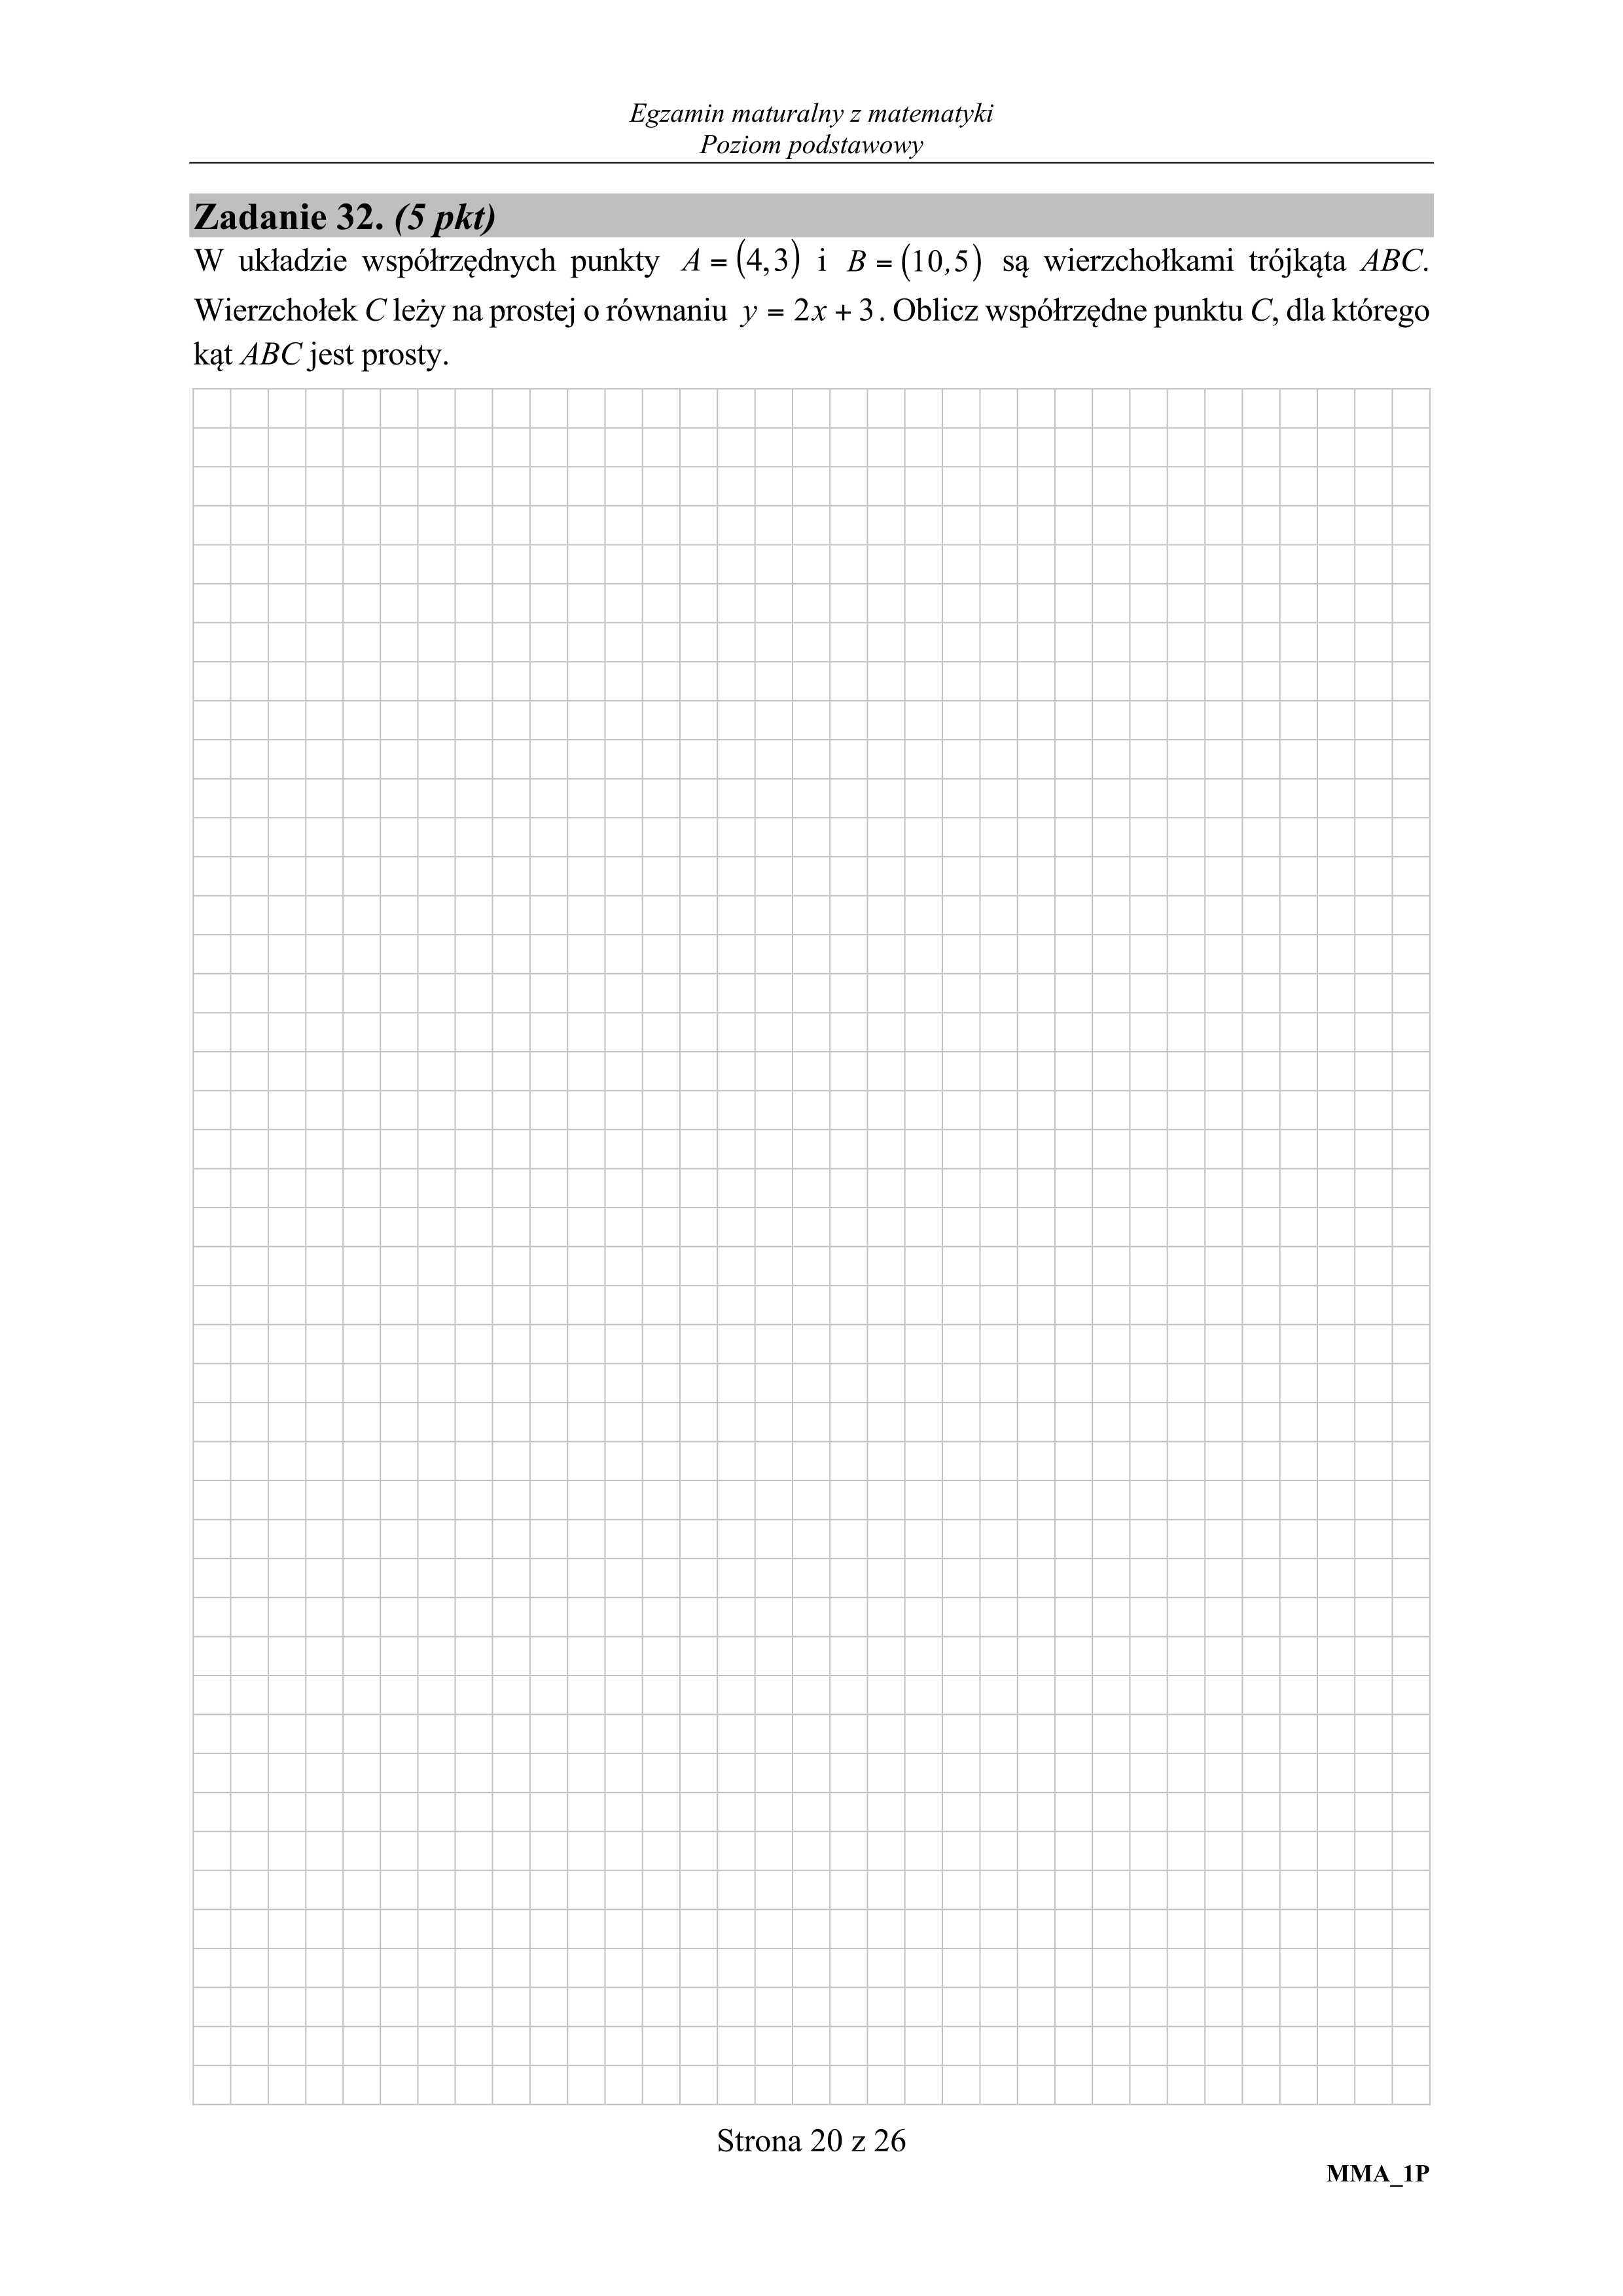 Egzamin maturalny z matematyki
Poziom podstawowy
Zadanie 32. (5 pkt)
W układzie współrzędnych punkty A = (4, 3) i B = (10, 5) są wierzchołkami trójkąta ABC.
Wierzchołek C leży na prostej o równaniu y = 2x + 3. Oblicz współrzędne punktu C, dla którego
kąt ABC jest prosty.
Strona 20 z 26
MMA_1P